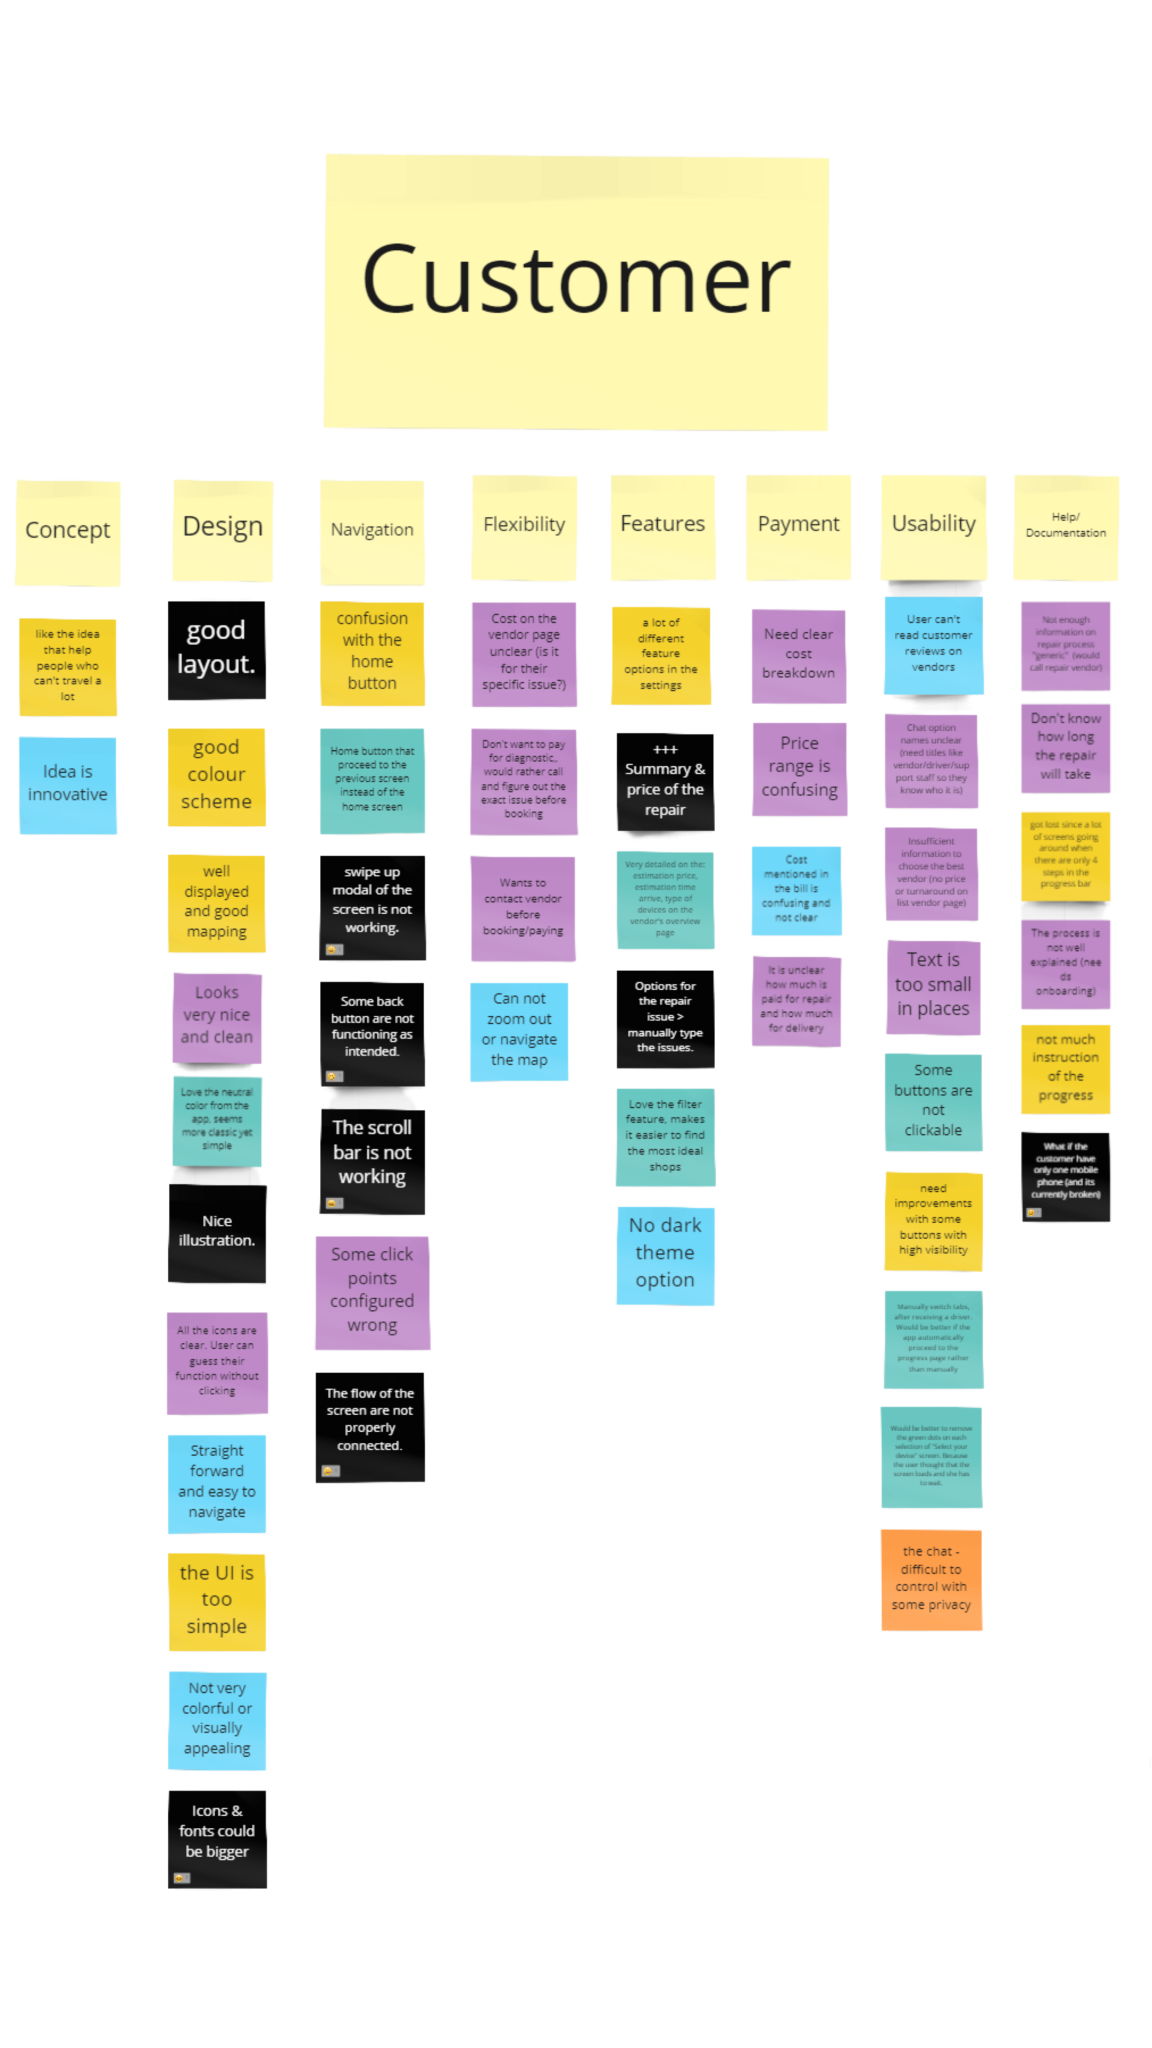 Customer
Concept
Design
Navigation
Flexibility
Features
Payment
Usability
Help/
Documentation
like the idea
that help
people who
can't travel a
lot
Idea is
innovative
good
layout.
good
colour
scheme
well
displayed
and good
mapping
Looks
very nice
and clean
Love the neutral
color from the
app, seems
more classic yet
simple
Nice
illustration.
All the icons are
clear. User can
guess their
function without
clicking
Straight
forward
and easy to
navigate
the UI is
too
simple
Not very
colorful or
visually
appealing
Icons &
fonts could
be bigger
confusion
with the
home
button
Home button that
proceed to the
previous screen
instead of the
home screen
swipe up
modal of the
screen is not
working.
Some back
button are not
functioning as
intended.
The scroll
bar is not
working
Some click
points
configured
wrong
The flow of the
screen are not
properly
connected.
Cost on the
vendor page
unclear (is it
for their
specific issue?)
Don't want to pay
for diagnostic,,
would rather call
and figure out the
exact issue before
booking
Wants to
contact vendor
before
booking/paying
Can not
zoom out
or navigate
the map
a lot of
different
feature
options in the
settings
+++
Summary &
price of the
repair
Very detailed on the:
estimation price,
estimation time
arrive, type of
devices on the
vendor's overview
page
Options for
the repair
issue >
manually type
the issues.
Love the filter
feature, makes
it easier to find
the most ideal
shops
No dark
theme
option
Need clear
cost
breakdown
Price
range is
confusing
Cost
mentioned in
the bill is
confusing and
not clear
It is unclear
how much is
paid for repair
and how much
for delivery
User can't
read customer
reviews on
vendors
Chat option
names unclear
(need titles like
vendor/driver/sup
port staff so they
know who it is)
Insufficient
information to
choose the best
vendor (no price
or turnaround on
list vendor page)
Text is
too small
in places
Some
buttons are
not
clickable
need
improvements
with some
buttons with
high visibility
Manually switch tabs,
after receiving a driver.
Would be better if the
app automatically
proceed to the
progress page rather
than manually
Would be better to remove
the green dots on each
selection of "Select your
device" screen. Because
the user thought that the
screen loads and she has
to wait.
the chat -
difficult to
control with
some privacy
Not enough
information on
repair process
"generic" (would
call repair vendor)
Don't know
how long
the repair
will take
got lost since a lot
of screens going
around when
there are only 4
steps in the
progress bar
The process is
not well
explained (nee
ds
onboarding)
not much
instruction
of the
progress
What if the
customer have
only one mobile
phone (and its
currently broken)